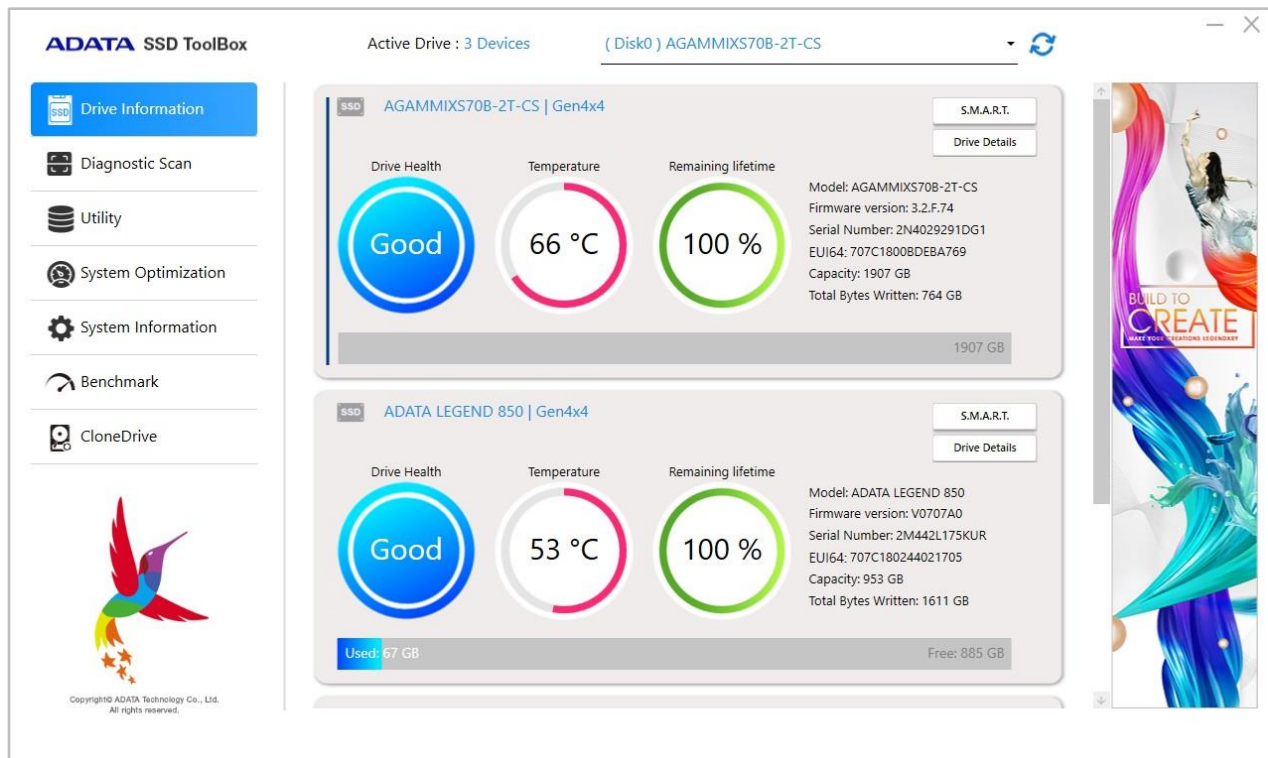 ADATA SSD ToolBox
Active Drive : 3 Devices
( Disk0 ) AGAMMIXS70B-2T-CS
SSD
Drive Information
Diagnostic Scan
Utility
System Optimization
System Information
Benchmark
CloneDrive
Copyright© ADATA Technology Co., Ltd.
All rights reserved.
SSD
AGAMMIXS70B-2T-CS | Gen4x4
S.M.A.R.T.
Drive Details
Drive Health
Temperature
Remaining lifetime
Good
66 °C
100 %
Model: AGAMMIXS70B-2T-CS
Firmware version: 3.2.F.74
Serial Number: 2N4029291DG1
EUI64: 707C1800BDEBA769
Capacity: 1907 GB
Total Bytes Written: 764 GB
1907 GB
SSD
ADATA LEGEND 850 | Gen4x4
S.M.A.R.T.
Drive Details
Drive Health
Temperature
Remaining lifetime
Good
53 °C
100 %
Model: ADATA LEGEND 850
Firmware version: V0707A0
Serial Number: 2M442L175KUR
EUI64: 707C180244021705
Capacity: 953 GB
Total Bytes Written: 1611 GB
Used: 67 GB
Free: 885 GB
BUILD TO
CREATE
MAKE YOUR CREATIONS LEGENDARY